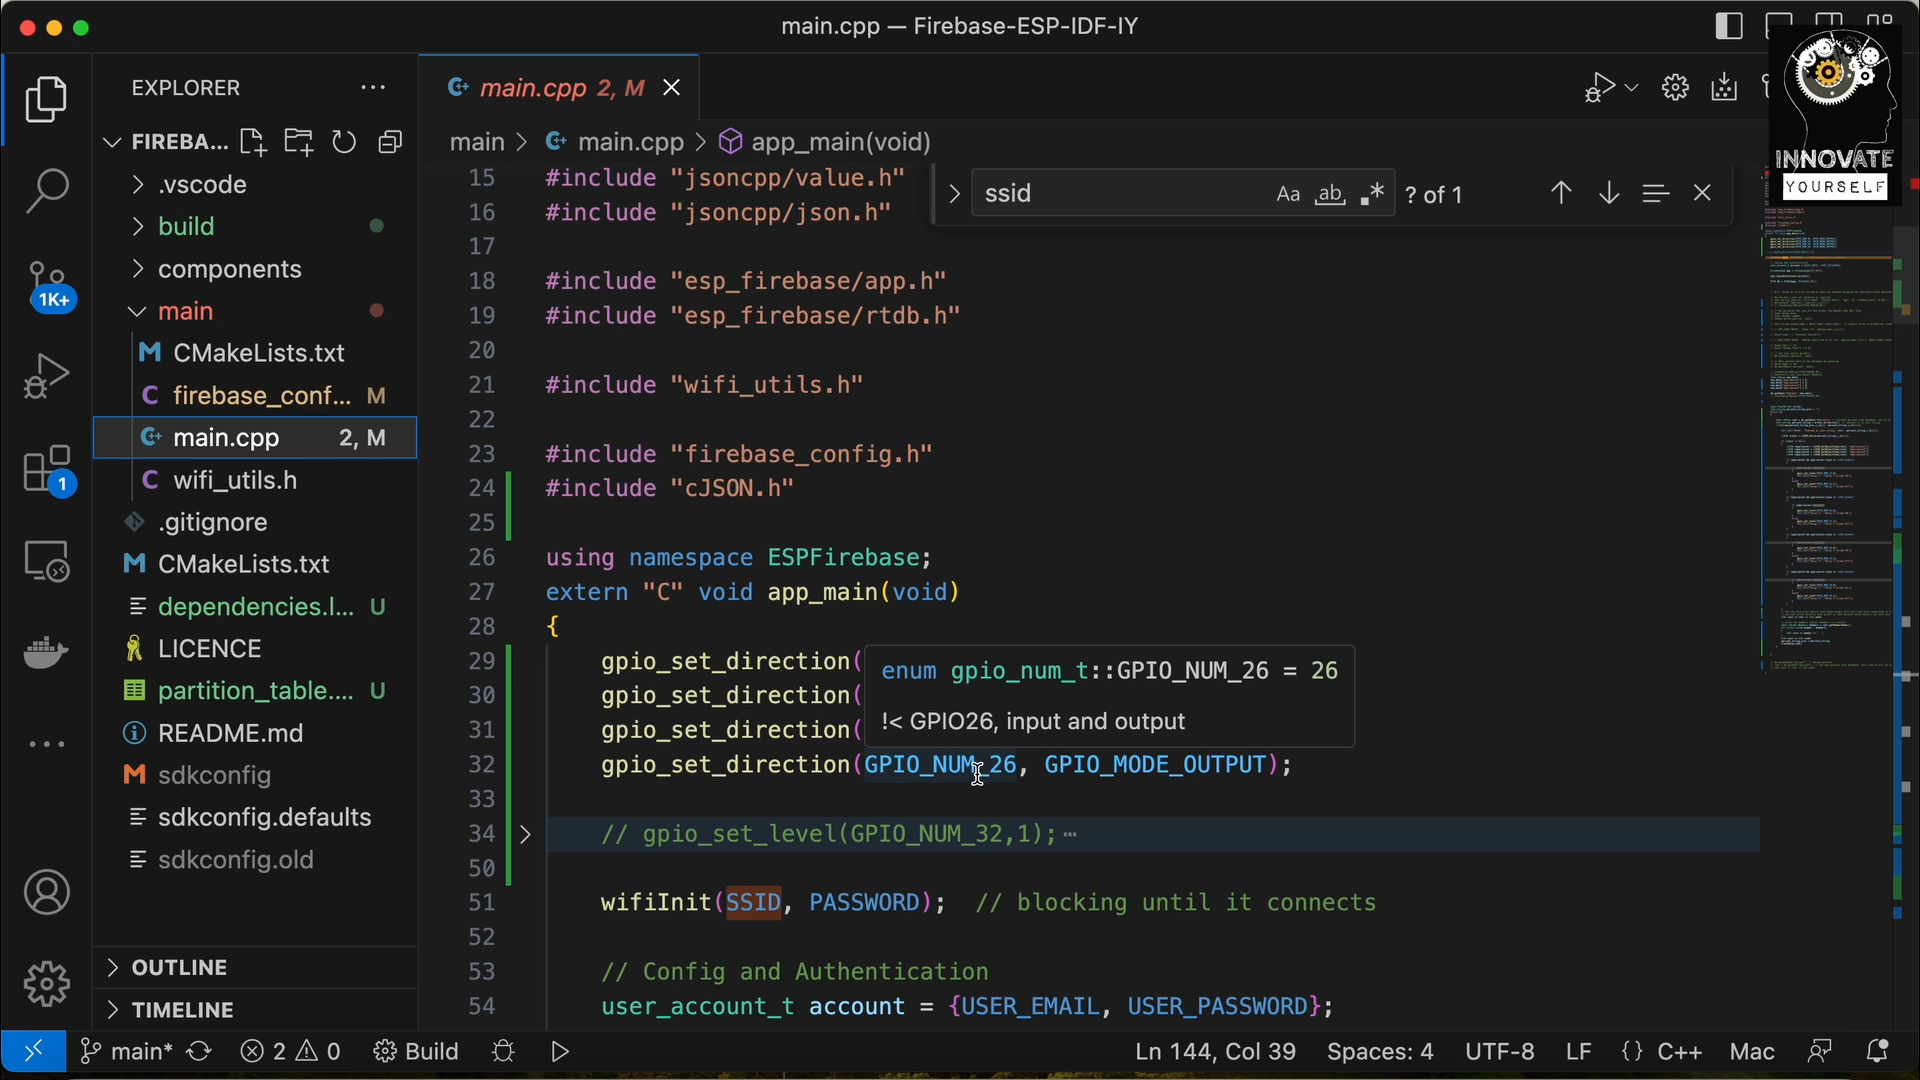 main.cpp — Firebase-ESP-IDF-IY
INNOVATE
YOURSELF
EXPLORER
main.cpp 2, M
FIREBA...
main > main.cpp > app_main(void)
ssid
Aa ab .* ? of 1
.vscode
build
components
main
CMakeLists.txt
firebase_conf... M
main.cpp 2, M
wifi_utils.h
.gitignore
CMakeLists.txt
dependencies.l... U
LICENCE
partition_table.... U
README.md
sdkconfig
sdkconfig.defaults
sdkconfig.old
OUTLINE
TIMELINE
1K+
1
15 #include "jsoncpp/value.h"
16 #include "jsoncpp/json.h"
17
18 #include "esp_firebase/app.h"
19 #include "esp_firebase/rtdb.h"
20
21 #include "wifi_utils.h"
22
23 #include "firebase_config.h"
24 #include "cJSON.h"
25
26 using namespace ESPFirebase;
27 extern "C" void app_main(void)
28 {
29 gpio_set_direction(
30 gpio_set_direction(
31 gpio_set_direction(
32 gpio_set_direction(GPIO_NUM_26, GPIO_MODE_OUTPUT);
33
34 // gpio_set_level(GPIO_NUM_32,1); ⋯
50
51 wifiInit(SSID, PASSWORD); // blocking until it connects
52
53 // Config and Authentication
54 user_account_t account = {USER_EMAIL, USER_PASSWORD};
enum gpio_num_t::GPIO_NUM_26 = 26
!< GPIO26, input and output
main* 2 0 Build
Ln 144, Col 39 Spaces: 4 UTF-8 LF {} C++ Mac